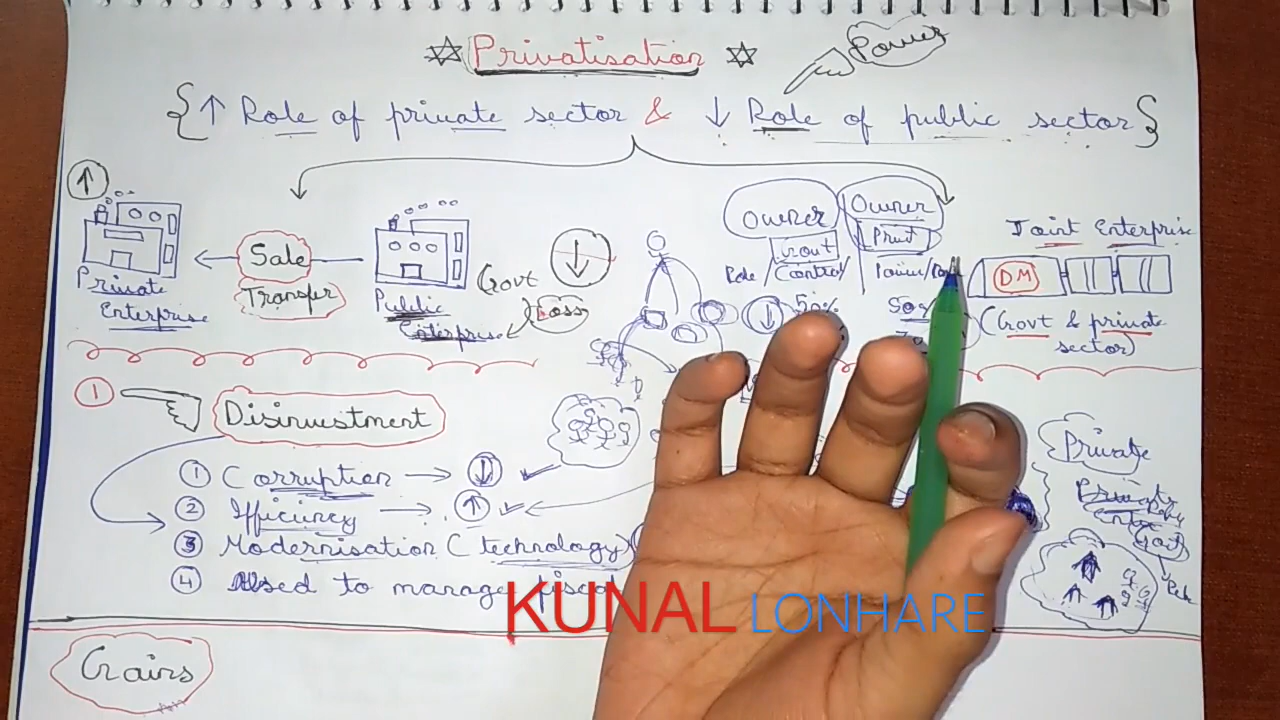 Privatisation
Power
{↑ Role of private sector & ↓ Role of public sector}
Owner Owner
Govt Pvut
Joint Enterprise
Sale
Transfer
Role / Control
DM
Private
Enterprise
Public
Enterprise
Govt
Loss
50%
(Govt & private
sector)
① Disinvestment
① Corruption → ↓
② Efficiency → ↑
③ Modernisation (technology)
④ Used to manage fiscal
Private
Gains
KUNAL LONHARE